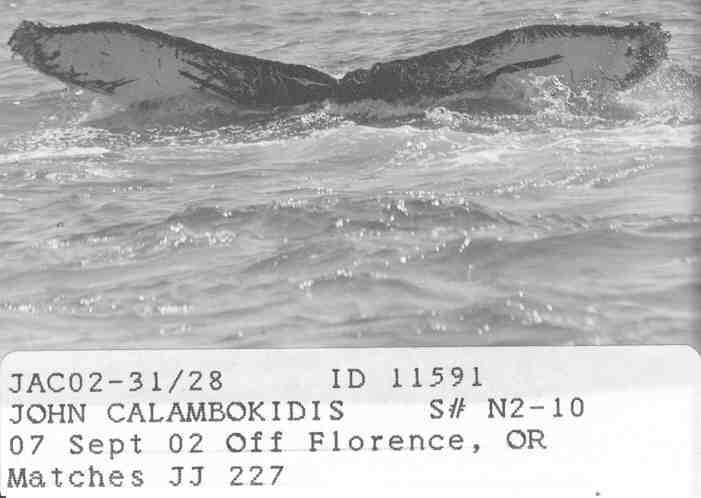 JAC02-31/28 ID 11591
JOHN CALAMBOKIDIS S# N2-10
07 Sept 02 Off Florence, OR
Matches JJ 227